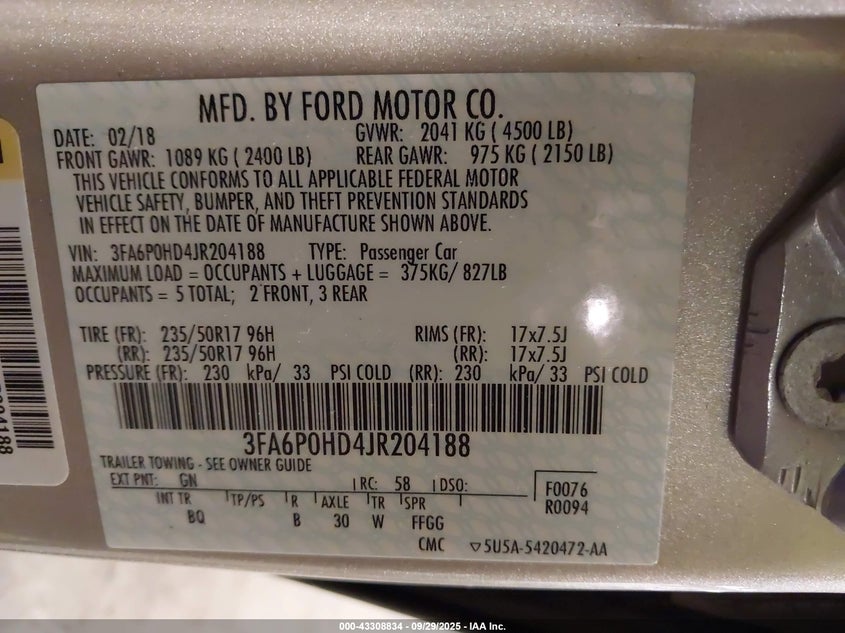 MFD. BY FORD MOTOR CO.
DATE: 02/18 GVWR: 2041 KG ( 4500 LB)
FRONT GAWR: 1089 KG ( 2400 LB) REAR GAWR: 975 KG ( 2150 LB)
THIS VEHICLE CONFORMS TO ALL APPLICABLE FEDERAL MOTOR
VEHICLE SAFETY, BUMPER, AND THEFT PREVENTION STANDARDS
IN EFFECT ON THE DATE OF MANUFACTURE SHOWN ABOVE.
VIN: 3FA6P0HD4JR204188 TYPE: Passenger Car
MAXIMUM LOAD = OCCUPANTS + LUGGAGE = 375KG/ 827LB
OCCUPANTS = 5 TOTAL; 2 FRONT, 3 REAR
TIRE (FR): 235/50R17 96H RIMS (FR): 17x7.5J
(RR): 235/50R17 96H (RR): 17x7.5J
PRESSURE (FR): 230 kPa/ 33 PSI COLD (RR): 230 kPa/ 33 PSI COLD
3FA6P0HD4JR204188
TRAILER TOWING - SEE OWNER GUIDE
EXT PNT: GN RC: 58 DSO: F0076
R0094
INT TR TP/PS R AXLE TR SPR
BQ B 30 W FFGG
CMC ▽5U5A-5420472-AA
204188
000-43308834 - 09/29/2025 - IAA Inc.